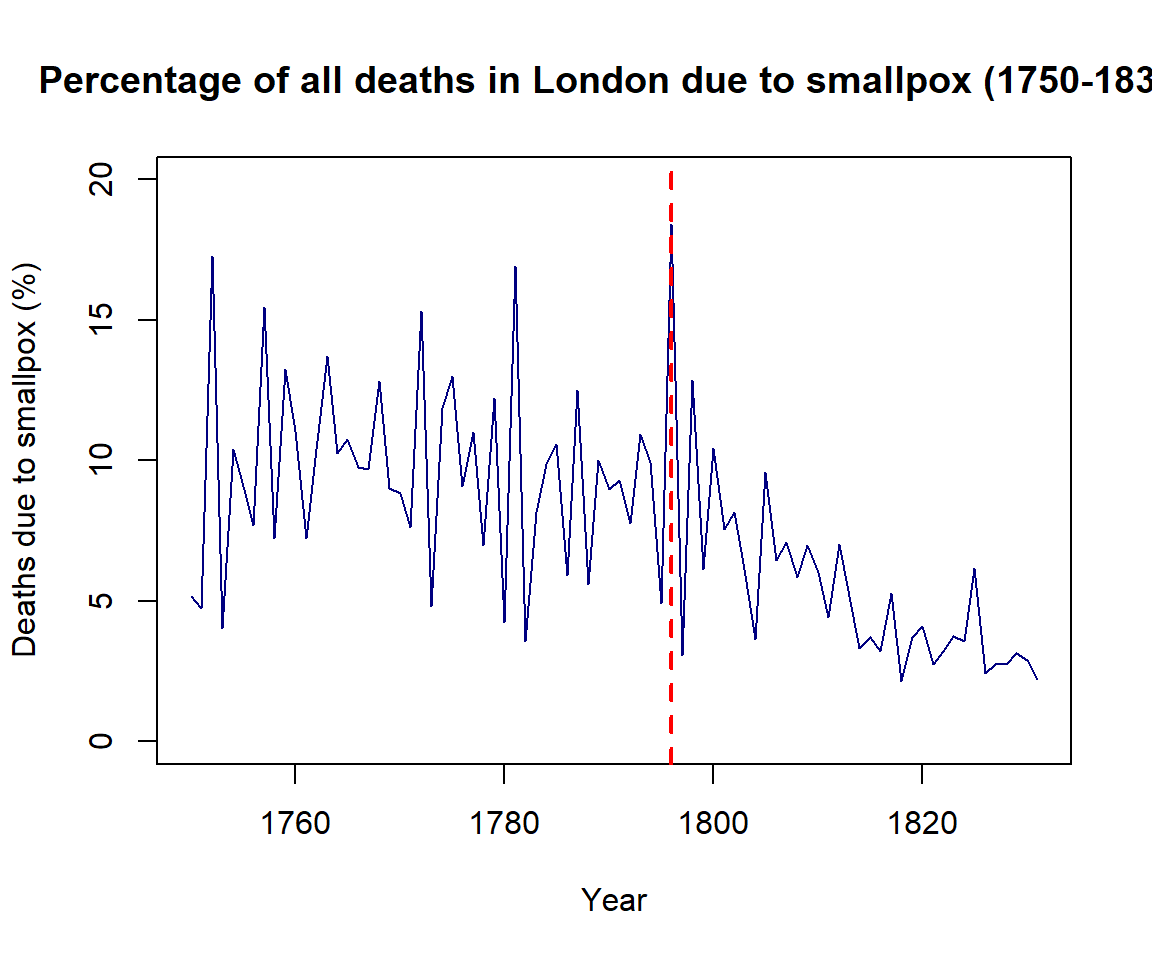 Percentage of all deaths in London due to smallpox (1750-183
Deaths due to smallpox (%)
20
15
10
5
0
1760 1780 1800 1820
Year